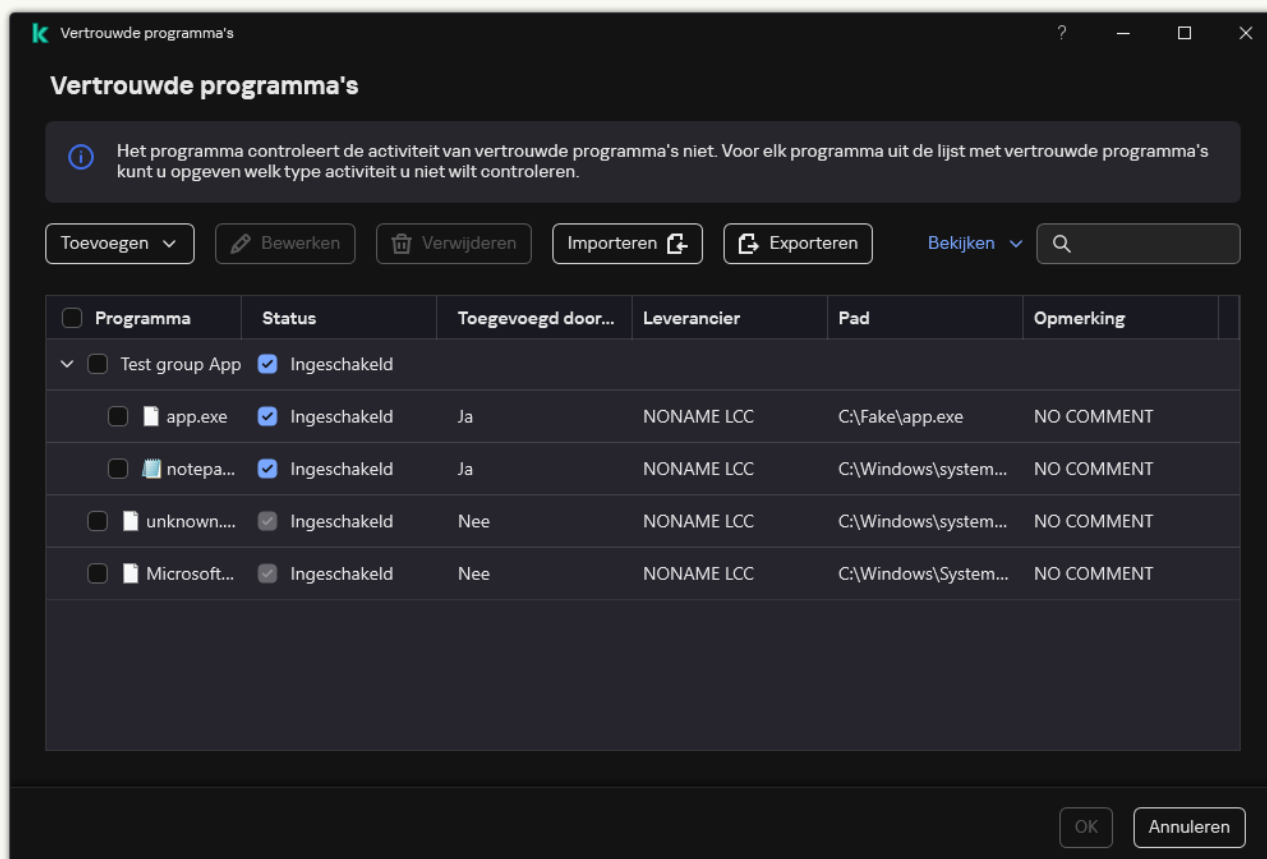 Vertrouwde programma's
Vertrouwde programma's
Het programma controleert de activiteit van vertrouwde programma's niet. Voor elk programma uit de lijst met vertrouwde programma's
kunt u opgeven welk type activiteit u niet wilt controleren.
Toevoegen Bewerken Verwijderen Importeren Exporteren Bekijken
Programma Status Toegevoegd door... Leverancier Pad Opmerking
Test group App Ingeschakeld
app.exe Ingeschakeld Ja NONAME LCC C:\Fake\app.exe NO COMMENT
notepa... Ingeschakeld Ja NONAME LCC C:\Windows\system... NO COMMENT
unknown.... Ingeschakeld Nee NONAME LCC C:\Windows\system... NO COMMENT
Microsoft... Ingeschakeld Nee NONAME LCC C:\Windows\System... NO COMMENT
OK Annuleren